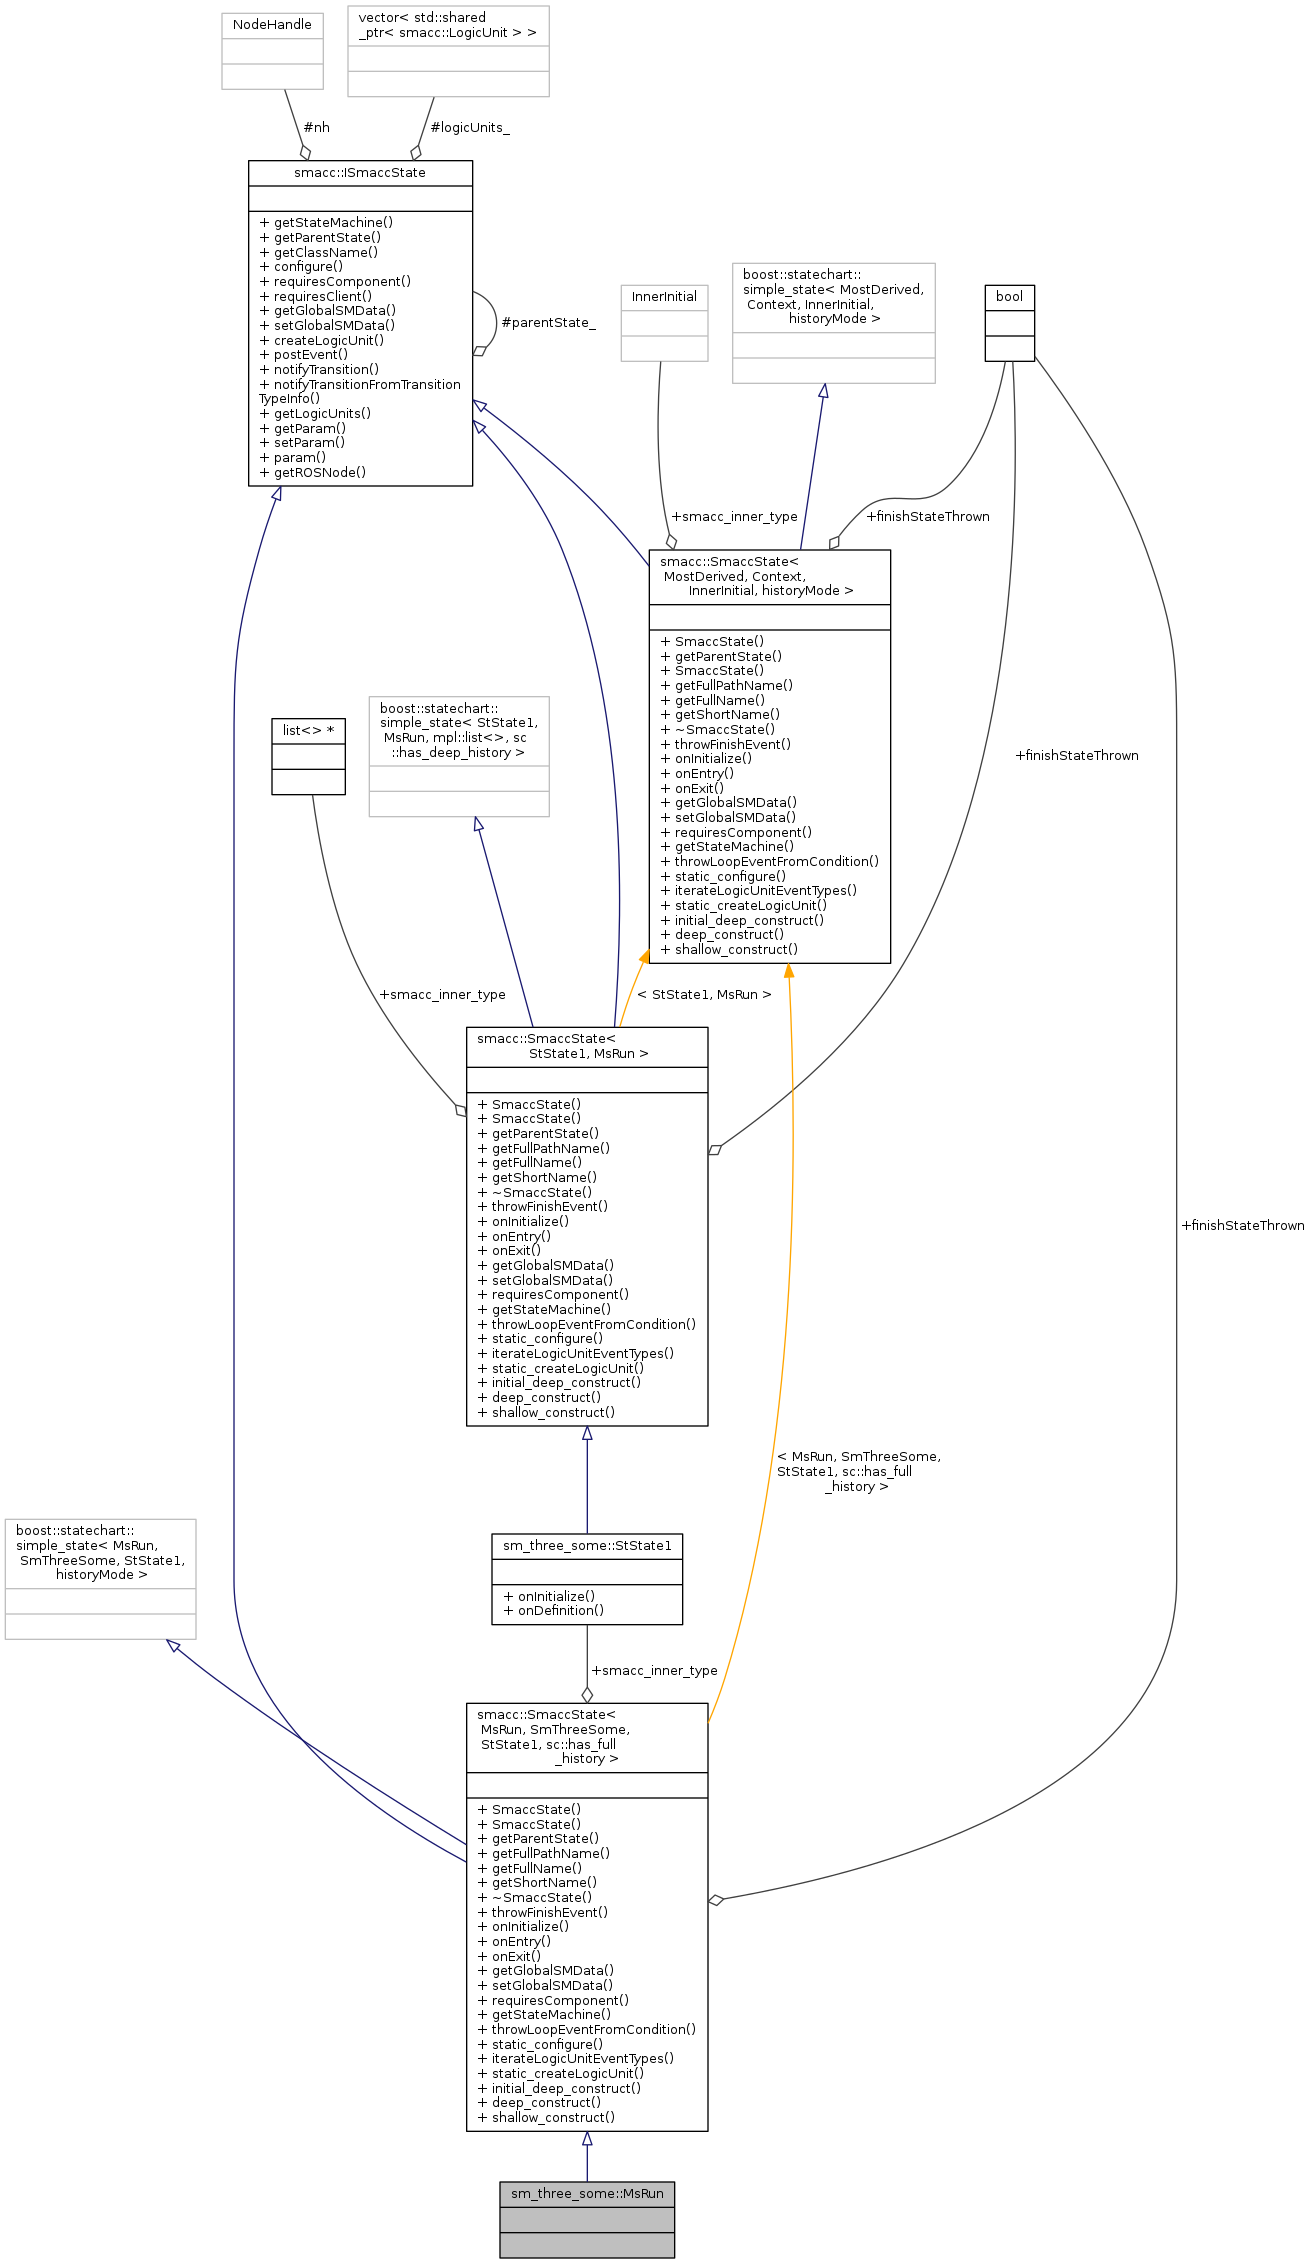 NodeHandle
vector< std::shared
_ptr< smacc::LogicUnit > >
#nh
#logicUnits_
smacc::ISmaccState
+ getStateMachine()
+ getParentState()
+ getClassName()
+ configure()
+ requiresComponent()
+ requiresClient()
+ getGlobalSMData()
+ setGlobalSMData()
+ createLogicUnit()
+ postEvent()
+ notifyTransition()
+ notifyTransitionFromTransition
TypeInfo()
+ getLogicUnits()
+ getParam()
+ setParam()
+ param()
+ getROSNode()
#parentState_
InnerInitial
boost::statechart::
simple_state< MostDerived,
Context, InnerInitial,
historyMode >
bool
+smacc_inner_type
+finishStateThrown
smacc::SmaccState<
MostDerived, Context,
InnerInitial, historyMode >
+ SmaccState()
+ getParentState()
+ SmaccState()
+ getFullPathName()
+ getFullName()
+ getShortName()
+ ~SmaccState()
+ throwFinishEvent()
+ onInitialize()
+ onEntry()
+ onExit()
+ getGlobalSMData()
+ setGlobalSMData()
+ requiresComponent()
+ getStateMachine()
+ throwLoopEventFromCondition()
+ static_configure()
+ iterateLogicUnitEventTypes()
+ static_createLogicUnit()
+ initial_deep_construct()
+ deep_construct()
+ shallow_construct()
list<> *
boost::statechart::
simple_state< StState1,
MsRun, mpl::list<>, sc
::has_deep_history >
+finishStateThrown
+smacc_inner_type
< StState1, MsRun >
smacc::SmaccState<
StState1, MsRun >
+ SmaccState()
+ SmaccState()
+ getParentState()
+ getFullPathName()
+ getFullName()
+ getShortName()
+ ~SmaccState()
+ throwFinishEvent()
+ onInitialize()
+ onEntry()
+ onExit()
+ getGlobalSMData()
+ setGlobalSMData()
+ requiresComponent()
+ getStateMachine()
+ throwLoopEventFromCondition()
+ static_configure()
+ iterateLogicUnitEventTypes()
+ static_createLogicUnit()
+ initial_deep_construct()
+ deep_construct()
+ shallow_construct()
+finishStateThrown
< MsRun, SmThreeSome,
StState1, sc::has_full
_history >
boost::statechart::
simple_state< MsRun,
SmThreeSome, StState1,
historyMode >
sm_three_some::StState1
+ onInitialize()
+ onDefinition()
+smacc_inner_type
smacc::SmaccState<
MsRun, SmThreeSome,
StState1, sc::has_full
_history >
+ SmaccState()
+ SmaccState()
+ getParentState()
+ getFullPathName()
+ getFullName()
+ getShortName()
+ ~SmaccState()
+ throwFinishEvent()
+ onInitialize()
+ onEntry()
+ onExit()
+ getGlobalSMData()
+ setGlobalSMData()
+ requiresComponent()
+ getStateMachine()
+ throwLoopEventFromCondition()
+ static_configure()
+ iterateLogicUnitEventTypes()
+ static_createLogicUnit()
+ initial_deep_construct()
+ deep_construct()
+ shallow_construct()
sm_three_some::MsRun